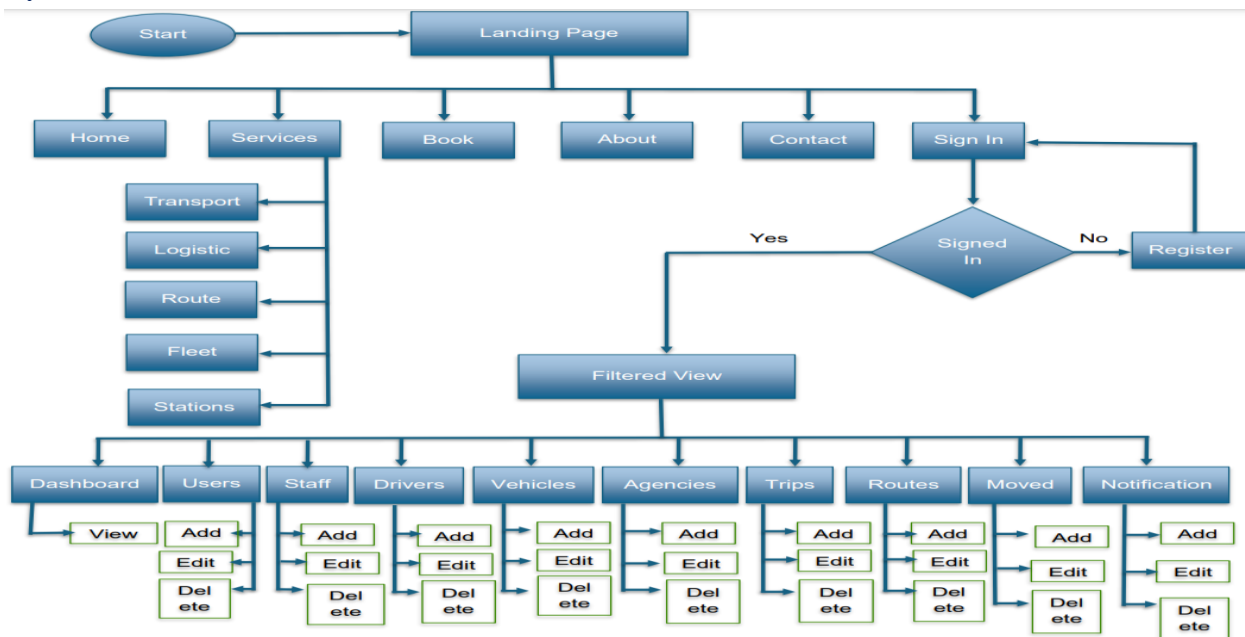 Start
Landing Page
Home
Services
Book
About
Contact
Sign In
Transport
Logistic
Route
Fleet
Stations
Yes
Signed
In
No
Register
Filtered View
Dashboard
Users
Staff
Drivers
Vehicles
Agencies
Trips
Routes
Moved
Notification
View
Add
Edit
Del
ete
Add
Edit
Del
ete
Add
Edit
Del
ete
Add
Edit
Del
ete
Add
Edit
Del
ete
Add
Edit
Del
ete
Add
Edit
Del
ete
Add
Edit
Del
ete
Add
Edit
Del
ete